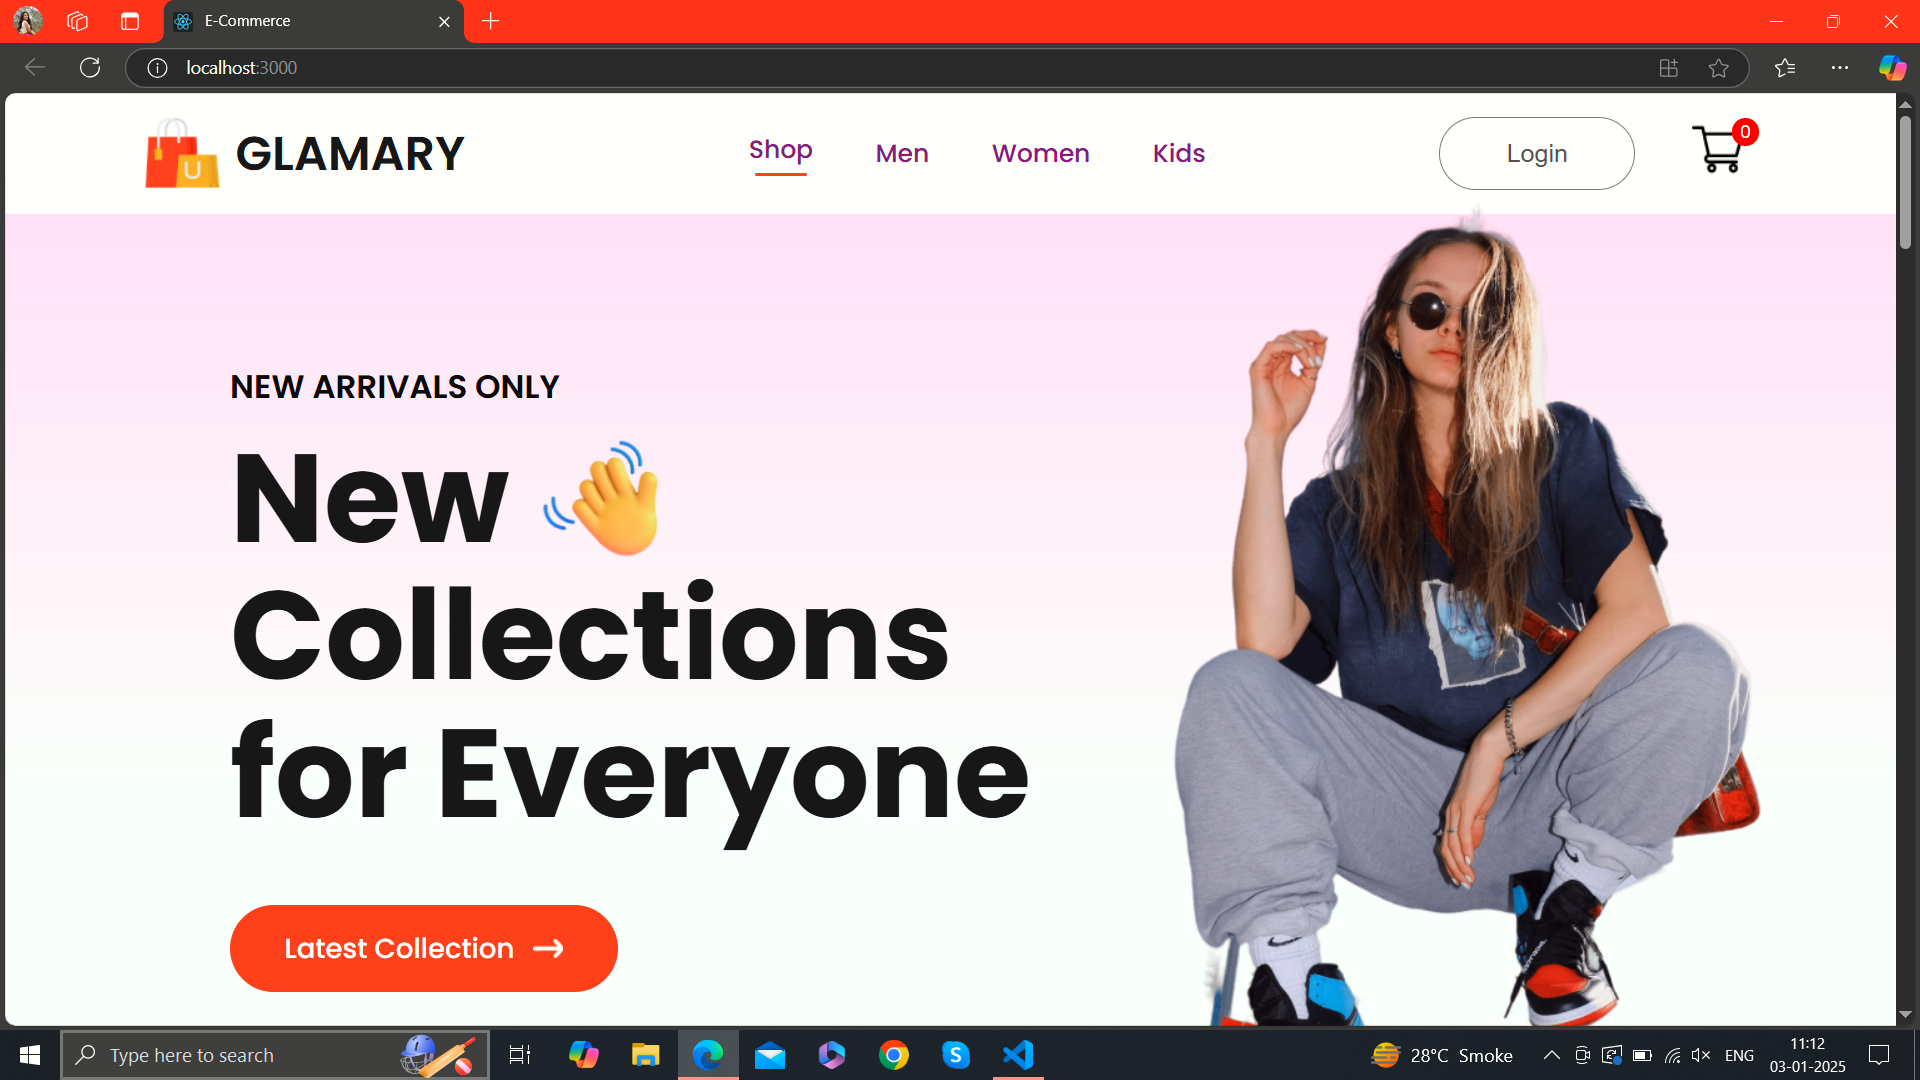 E-Commerce
localhost:3000
GLAMARY
Shop
Men
Women
Kids
Login
0
U
NEW ARRIVALS ONLY
New
Collections
for Everyone
Latest Collection
Type here to search
28°C Smoke
ENG
11:12
03-01-2025